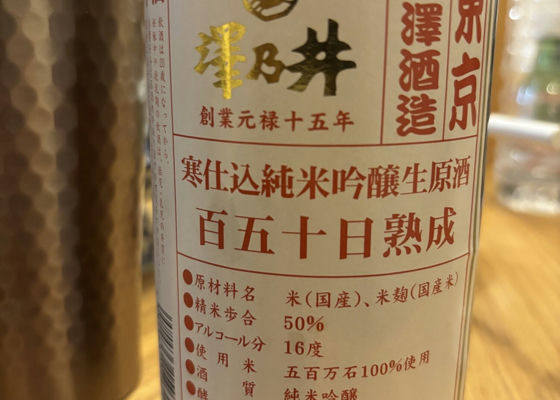 澤乃井
創業元禄十五年
東京
澤酒造
寒仕込純米吟醸生原酒
百五十日熟成
●原材料名 米(国産)、米麹(国産米)
●精米歩合 50%
●アルコール分 16度
●使用米 五百万石100%使用
●酒質 純米吟醸